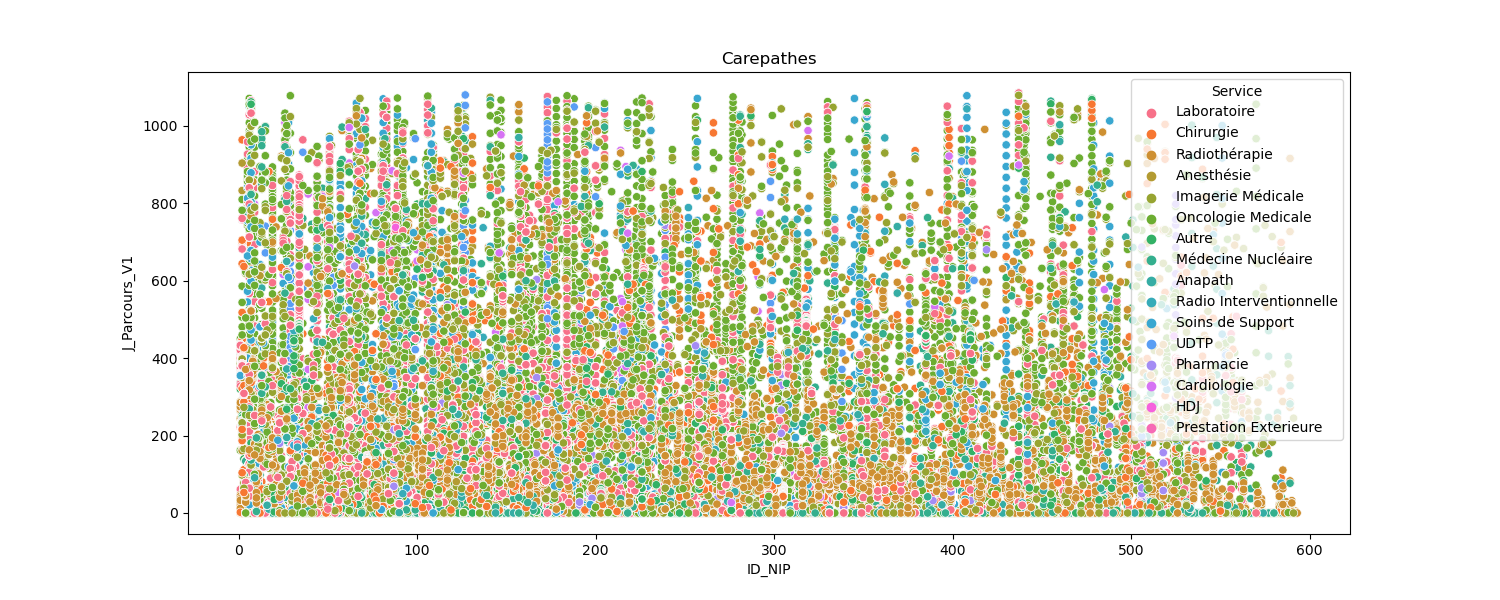 Carepathes
J_Parcours_V1
1000
800
600
400
200
0
0 100 200 300 400 500 600
ID_NIP
Service
Laboratoire
Chirurgie
Radiothérapie
Anesthésie
Imagerie Médicale
Oncologie Medicale
Autre
Médecine Nucléaire
Anapath
Radio Interventionnelle
Soins de Support
UDTP
Pharmacie
Cardiologie
HDJ
Prestation Exterieure